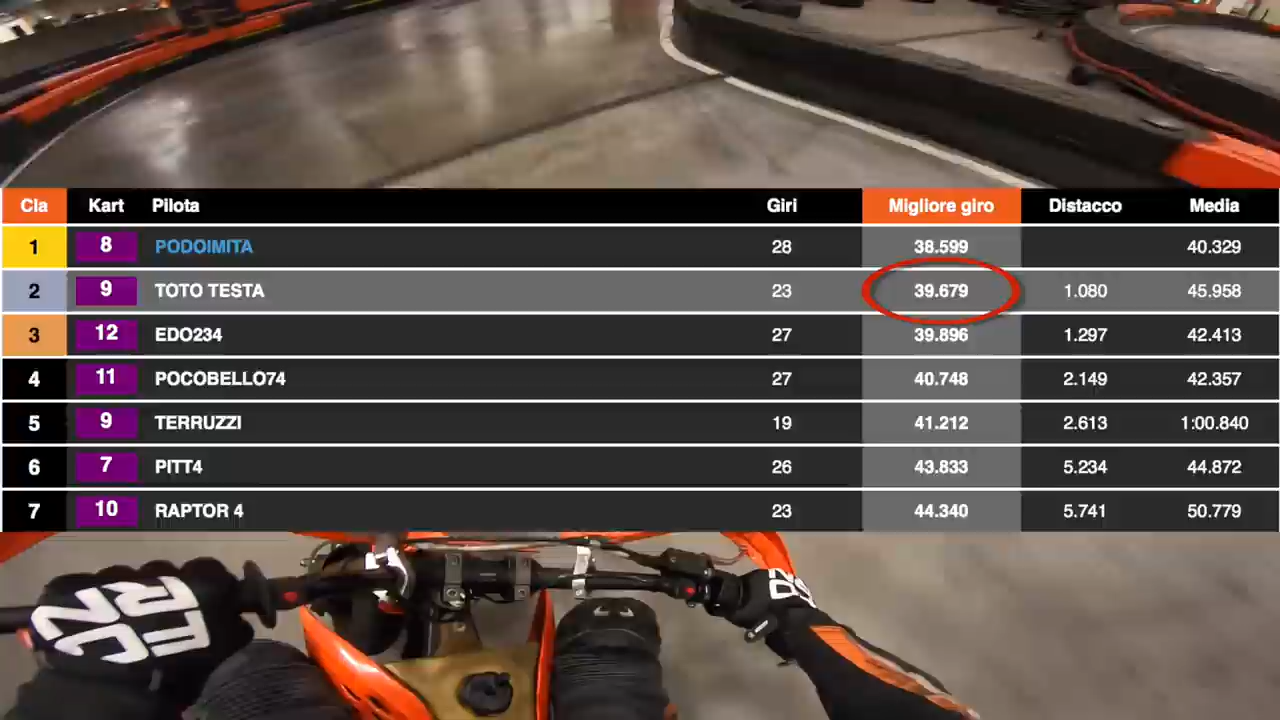 Cla Kart Pilota Giri Migliore giro Distacco Media
1 8 PODOIMITA 28 38.599 40.329
2 9 TOTO TESTA 23 39.679 1.080 45.958
3 12 EDO234 27 39.896 1.297 42.413
4 11 POCOBELLO74 27 40.748 2.149 42.357
5 9 TERRUZZI 19 41.212 2.613 1:00.840
6 7 PITT4 26 43.833 5.234 44.872
7 10 RAPTOR 4 23 44.340 5.741 50.779